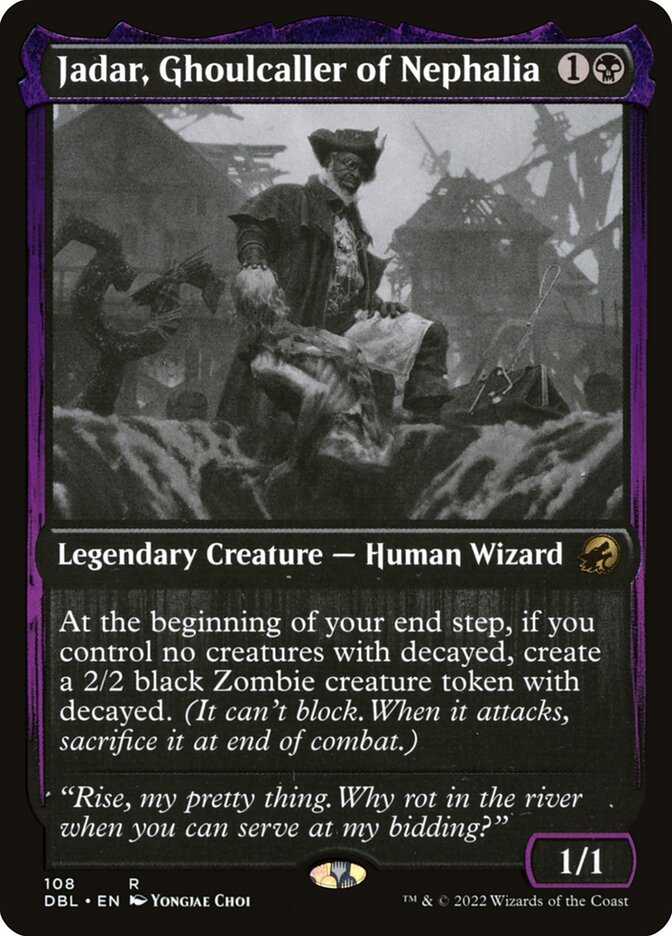 Jadar, Ghoulcaller of Nephalia 1
Legendary Creature — Human Wizard
At the beginning of your end step, if you
control no creatures with decayed, create
a 2/2 black Zombie creature token with
decayed. (It can't block. When it attacks,
sacrifice it at end of combat.)
"Rise, my pretty thing. Why rot in the river
when you can serve at my bidding?"
1/1
108 R
DBL • EN Yongjae Choi
™ & © 2022 Wizards of the Coast